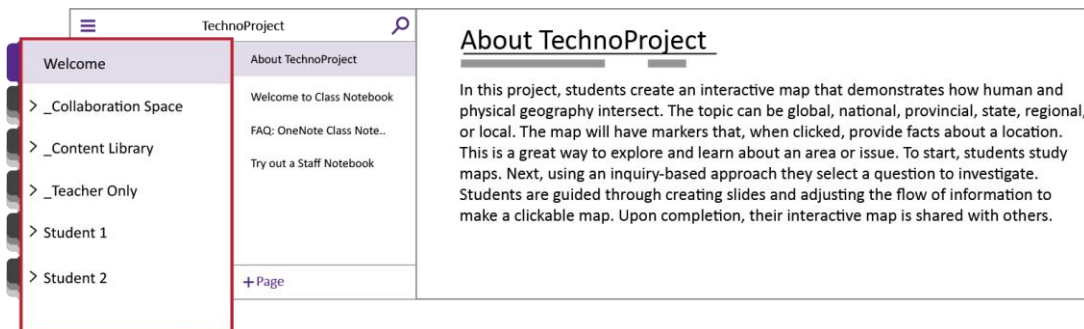 TechnoProject
Welcome
_Collaboration Space
_Content Library
_Teacher Only
Student 1
Student 2
About TechnoProject
Welcome to Class Notebook
FAQ: OneNote Class Note..
Try out a Staff Notebook
+Page
About TechnoProject
In this project, students create an interactive map that demonstrates how human and
physical geography intersect. The topic can be global, national, provincial, state, regional,
or local. The map will have markers that, when clicked, provide facts about a location.
This is a great way to explore and learn about an area or issue. To start, students study
maps. Next, using an inquiry-based approach they select a question to investigate.
Students are guided through creating slides and adjusting the flow of information to
make a clickable map. Upon completion, their interactive map is shared with others.